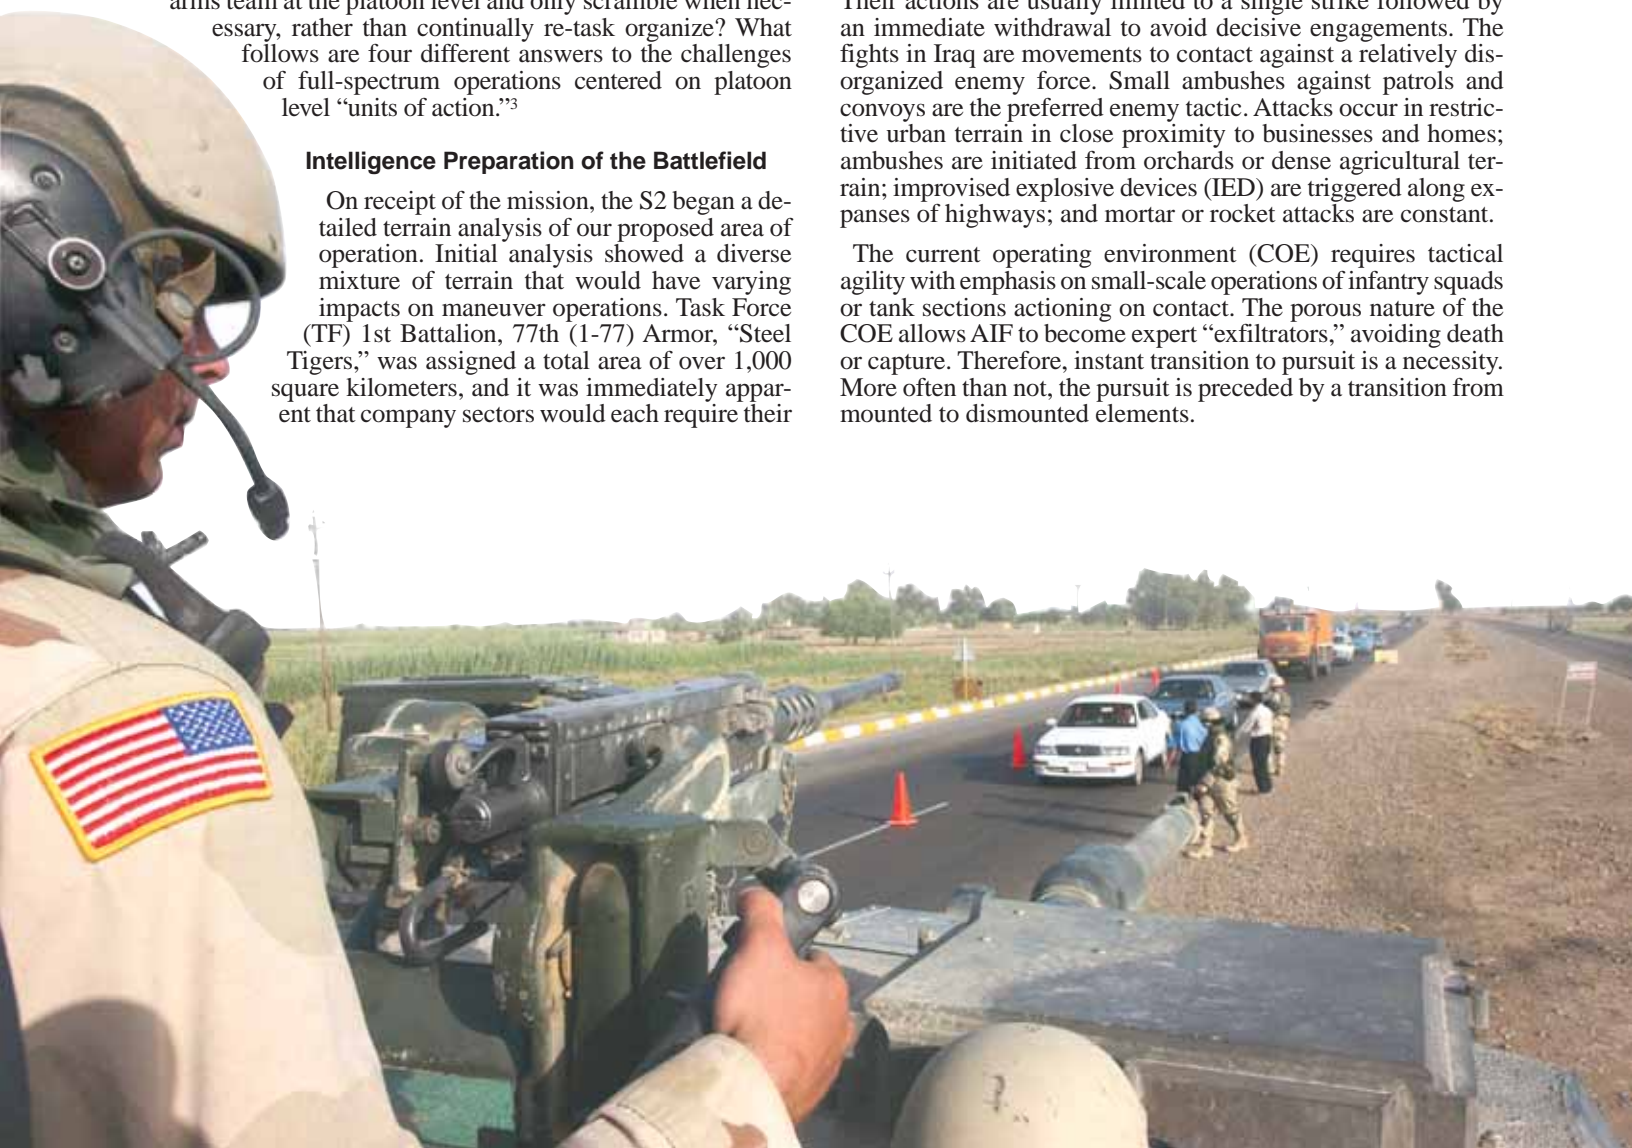 arms team at the platoon level and only scramble when nec-
essary, rather than continually re-task organize? What
follows are four different answers to the challenges
of full-spectrum operations centered on platoon
level “units of action.”3
Intelligence Preparation of the Battlefield
On receipt of the mission, the S2 began a de-
tailed terrain analysis of our proposed area of
operation. Initial analysis showed a diverse
mixture of terrain that would have varying
impacts on maneuver operations. Task Force
(TF) 1st Battalion, 77th (1-77) Armor, “Steel
Tigers,” was assigned a total area of over 1,000
square kilometers, and it was immediately appar-
ent that company sectors would each require their
Their actions are usually limited to a single strike followed by
an immediate withdrawal to avoid decisive engagements. The
fights in Iraq are movements to contact against a relatively dis-
organized enemy force. Small ambushes against patrols and
convoys are the preferred enemy tactic. Attacks occur in restric-
tive urban terrain in close proximity to businesses and homes;
ambushes are initiated from orchards or dense agricultural ter-
rain; improvised explosive devices (IED) are triggered along ex-
panses of highways; and mortar or rocket attacks are constant.
The current operating environment (COE) requires tactical
agility with emphasis on small-scale operations of infantry squads
or tank sections actioning on contact. The porous nature of the
COE allows AIF to become expert “exfiltrators,” avoiding death
or capture. Therefore, instant transition to pursuit is a necessity.
More often than not, the pursuit is preceded by a transition from
mounted to dismounted elements.